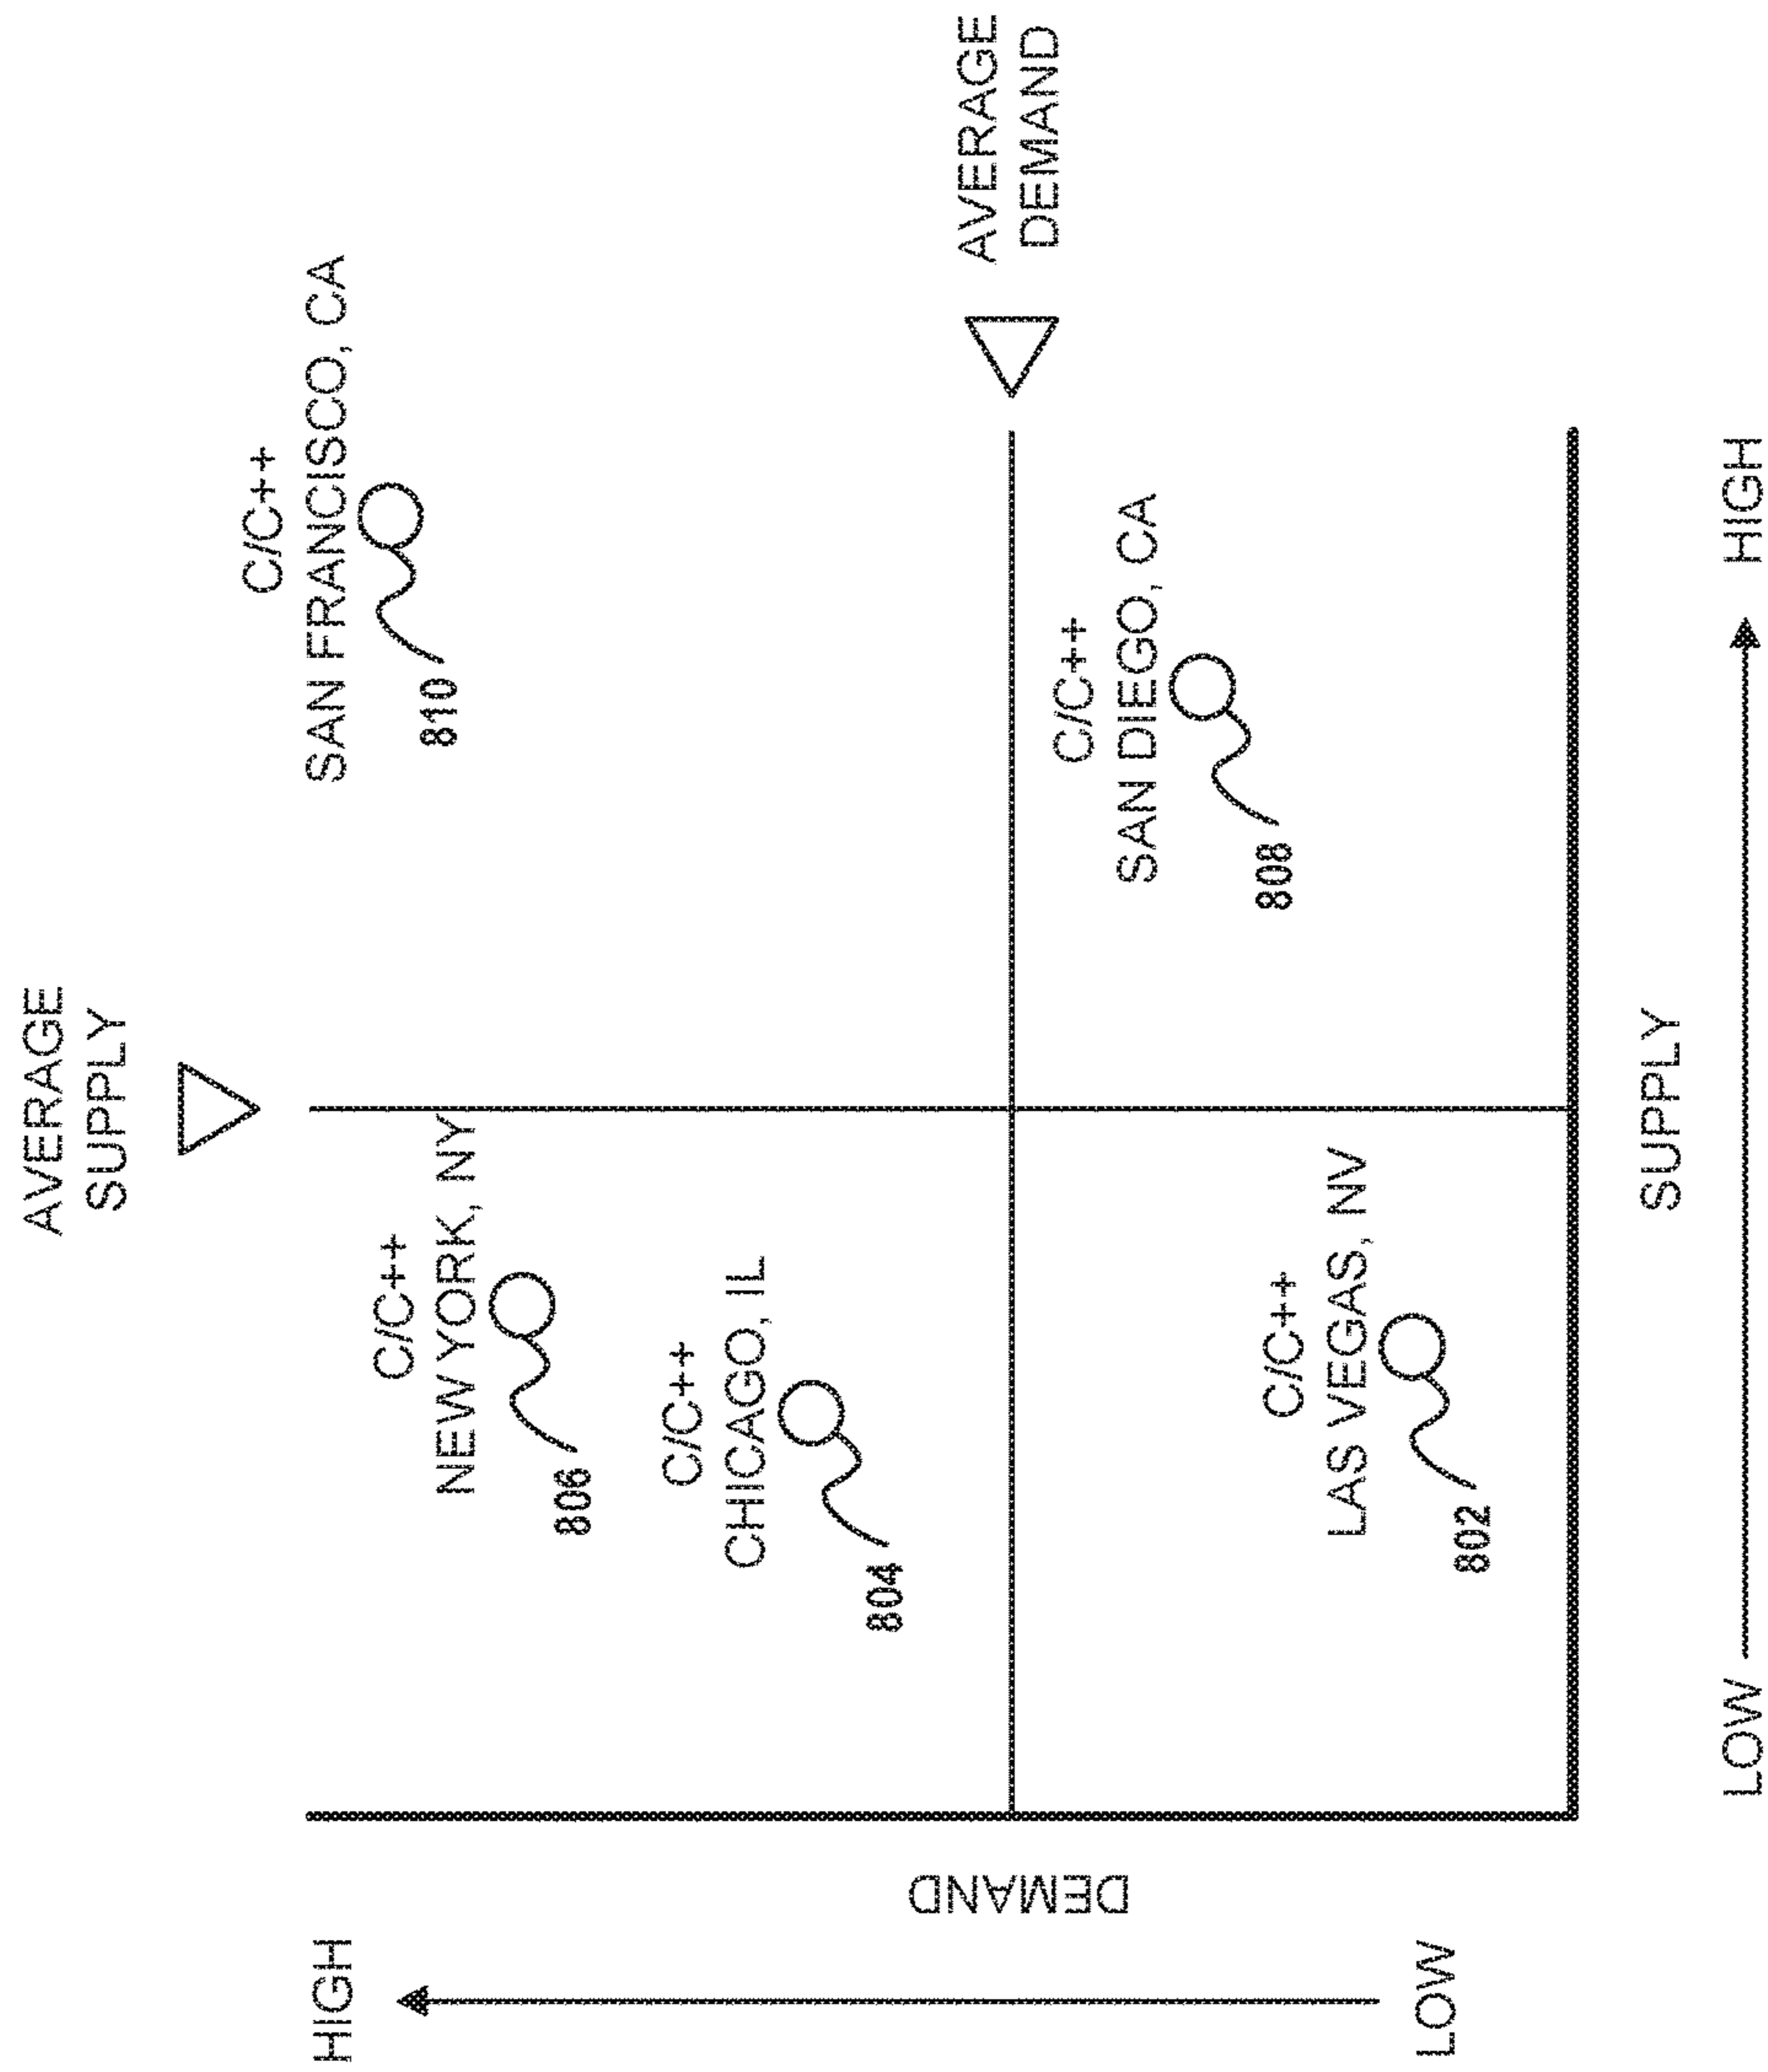 AVERAGE
SUPPLY
C/C++
SAN FRANCISCO, CA
810
C/C++
NEW YORK, NY
806
C/C++
CHICAGO, IL
804
AVERAGE
DEMAND
C/C++
SAN DIEGO, CA
808
C/C++
LAS VEGAS, NV
802
HIGH
DEMAND
LOW
SUPPLY
LOW
HIGH